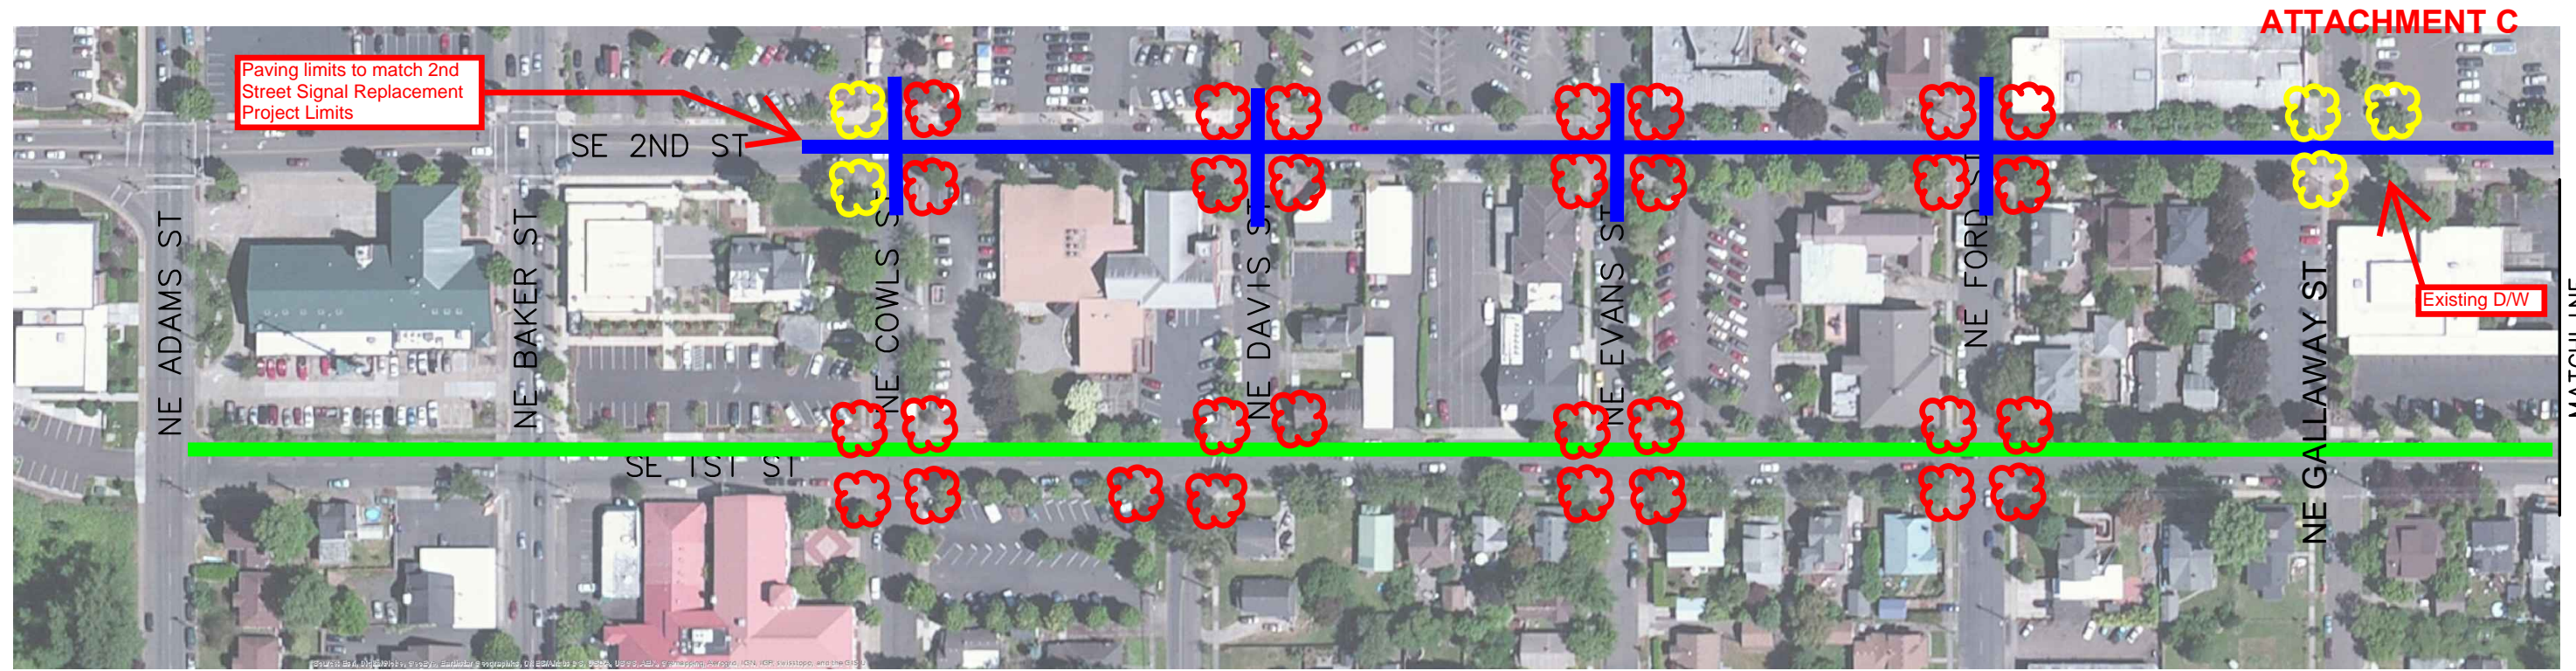 ATTACHMENT C
Paving limits to match 2nd
Street Signal Replacement
Project Limits
SE 2ND ST
NE ADAMS ST
NE BAKER ST
NE COWLS ST
NE DAVIS ST
NE EVANS ST
NE FORD ST
NE GALLAWAY ST
Existing D/W
MATCH LINE
SE 1ST ST